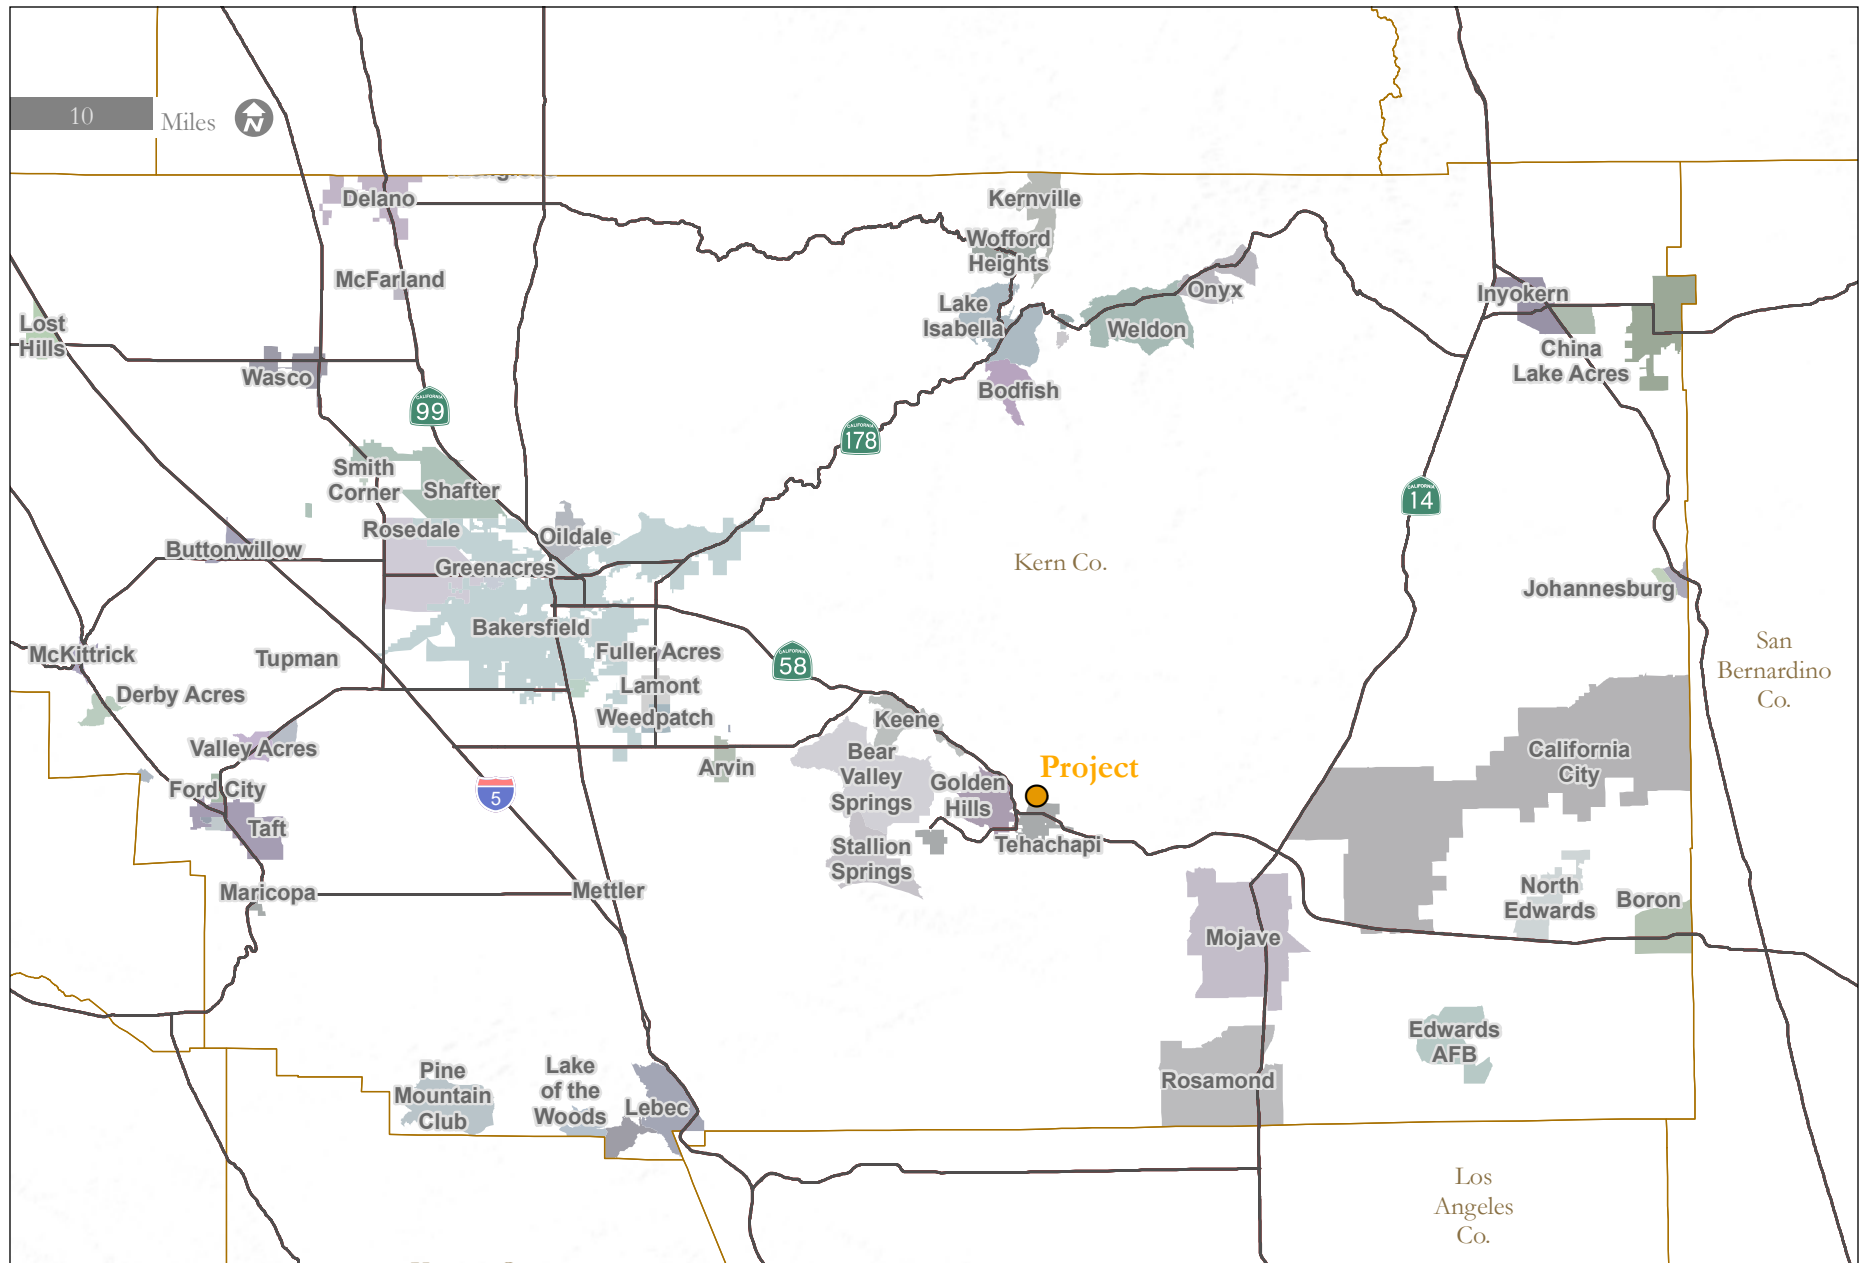 10
Miles
N
Delano
Kernville
Wofford
Heights
McFarland
Lost
Hills
Lake
Isabella
Onyx
Weldon
Inyokern
China
Lake Acres
Wasco
Bodfish
CALIFORNIA
99
CALIFORNIA
178
CALIFORNIA
14
Smith
Corner
Shafter
Rosedale
Oildale
Buttonwillow
Greenacres
Kern Co.
Johannesburg
Bakersfield
McKittrick
Tupman
Fuller Acres
CALIFORNIA
58
San
Bernardino
Co.
Derby Acres
Lamont
Weedpatch
Keene
Valley Acres
Arvin
Bear
Valley
Springs
Golden
Hills
Project
California
City
Ford City
5
Taft
Stallion
Springs
Tehachapi
Maricopa
Mettler
North
Edwards
Boron
Mojave
Edwards
AFB
Pine
Mountain
Club
Lake
of the
Woods
Lebec
Rosamond
Los
Angeles
Co.